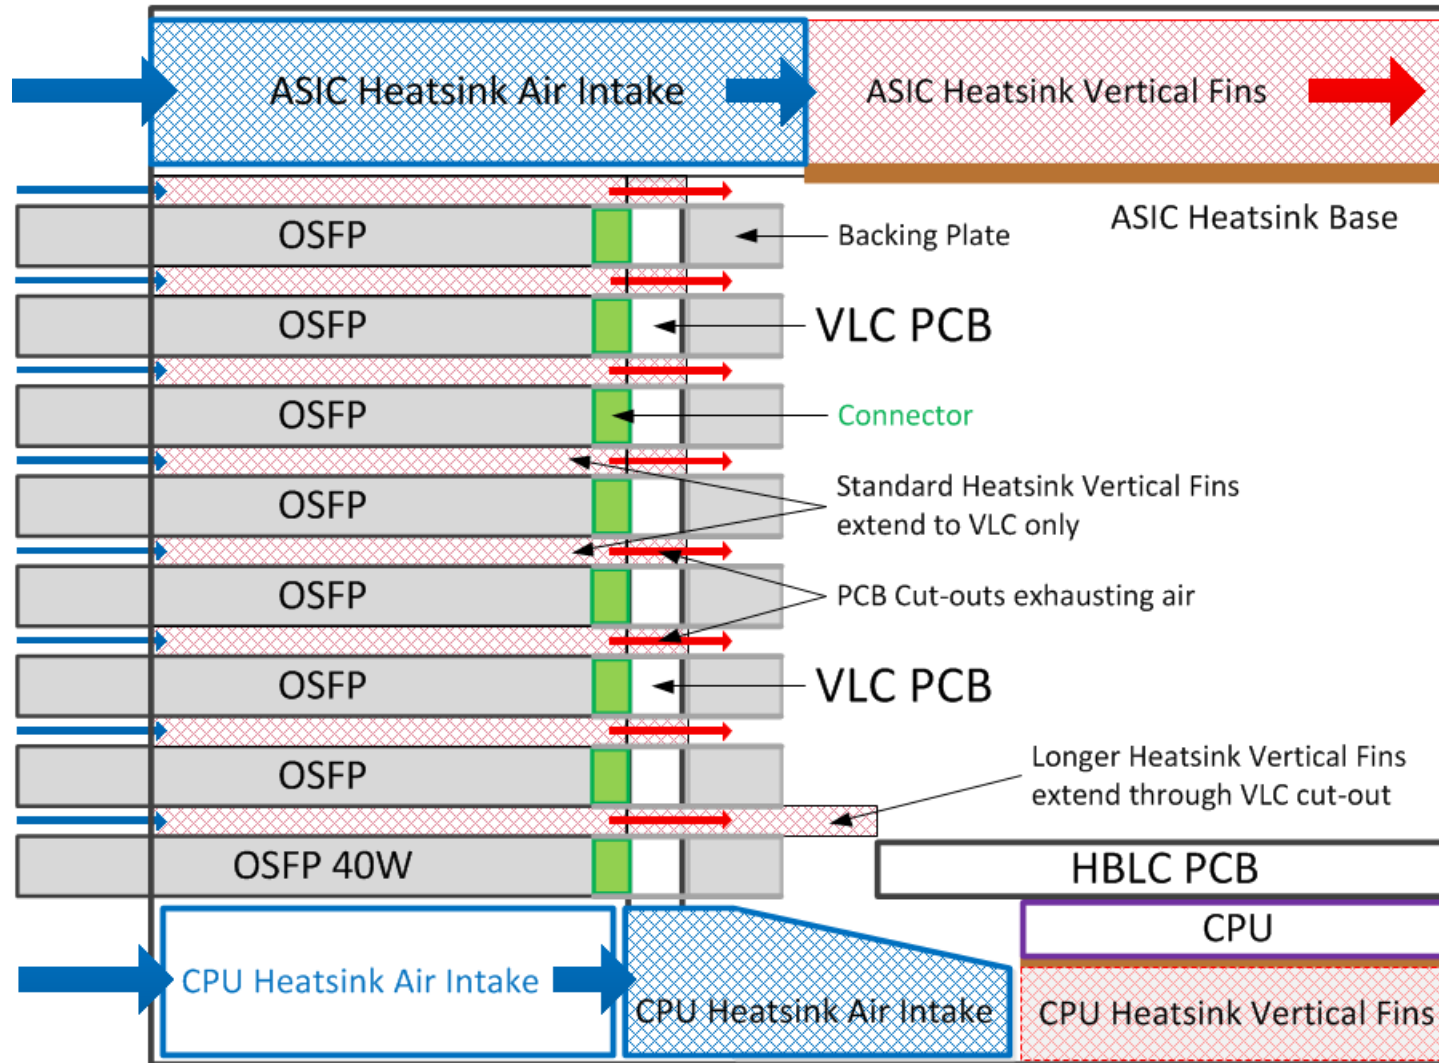 ASIC Heatsink Air Intake
ASIC Heatsink Vertical Fins
OSFP
Backing Plate
ASIC Heatsink Base
OSFP
VLC PCB
OSFP
Connector
OSFP
Standard Heatsink Vertical Fins
extend to VLC only
OSFP
PCB Cut-outs exhausting air
OSFP
VLC PCB
OSFP
Longer Heatsink Vertical Fins
extend through VLC cut-out
OSFP 40W
HBLC PCB
CPU
CPU Heatsink Air Intake
CPU Heatsink Air Intake
CPU Heatsink Vertical Fins